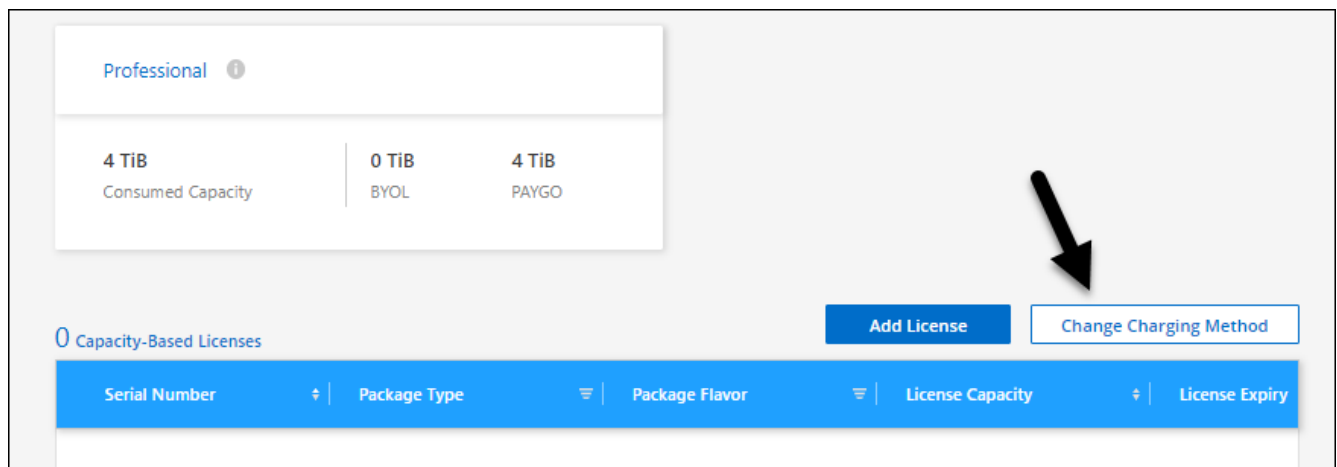 Professional
4 TiB 0 TiB 4 TiB
Consumed Capacity BYOL PAYGO
Add License Change Charging Method
0 Capacity-Based Licenses
Serial Number Package Type Package Flavor License Capacity License Expiry